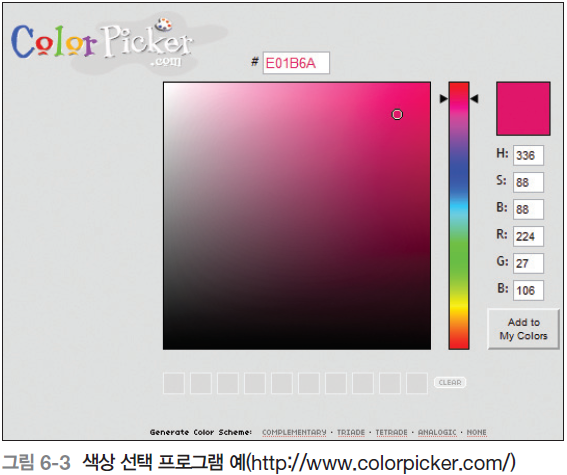 Color Picker
.com
# E01B6A
H: 336
S: 88
B: 88
R: 224
G: 27
B: 106
Add to
My Colors
CLEAR
Generate Color Scheme: COMPLEMENTARY · TRIADE · TETRADE · ANALOGIC · NONE
그림 6-3 색상 선택 프로그램 예(http://www.colorpicker.com/)